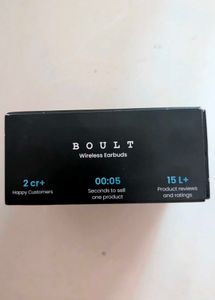 BOULT
Wireless Earbuds
2 cr+
Happy Customers
00:05
Seconds to sell
one product
15 L+
Product reviews
and ratings